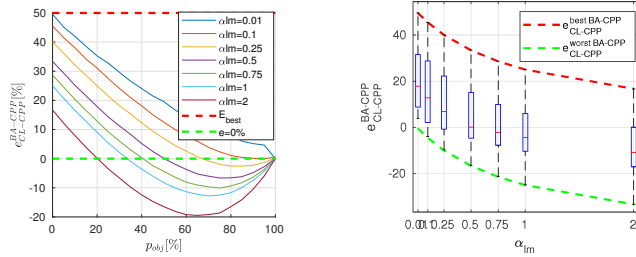 50
40
30
20
10
0
-10
-20
0
20
40
60
80
100
p_obj[%]
e^{BA-CPP}_{CL-CPP}[%]
αlm=0.01
αlm=0.1
αlm=0.25
αlm=0.5
αlm=0.75
αlm=1
αlm=2
E_best
e=0%
40
20
0
-20
0.01
0.1
0.25
0.5
0.75
1
2
α_lm
e^{BA-CPP}_{CL-CPP}
e^{best BA-CPP}_{CL-CPP}
e^{worst BA-CPP}_{CL-CPP}